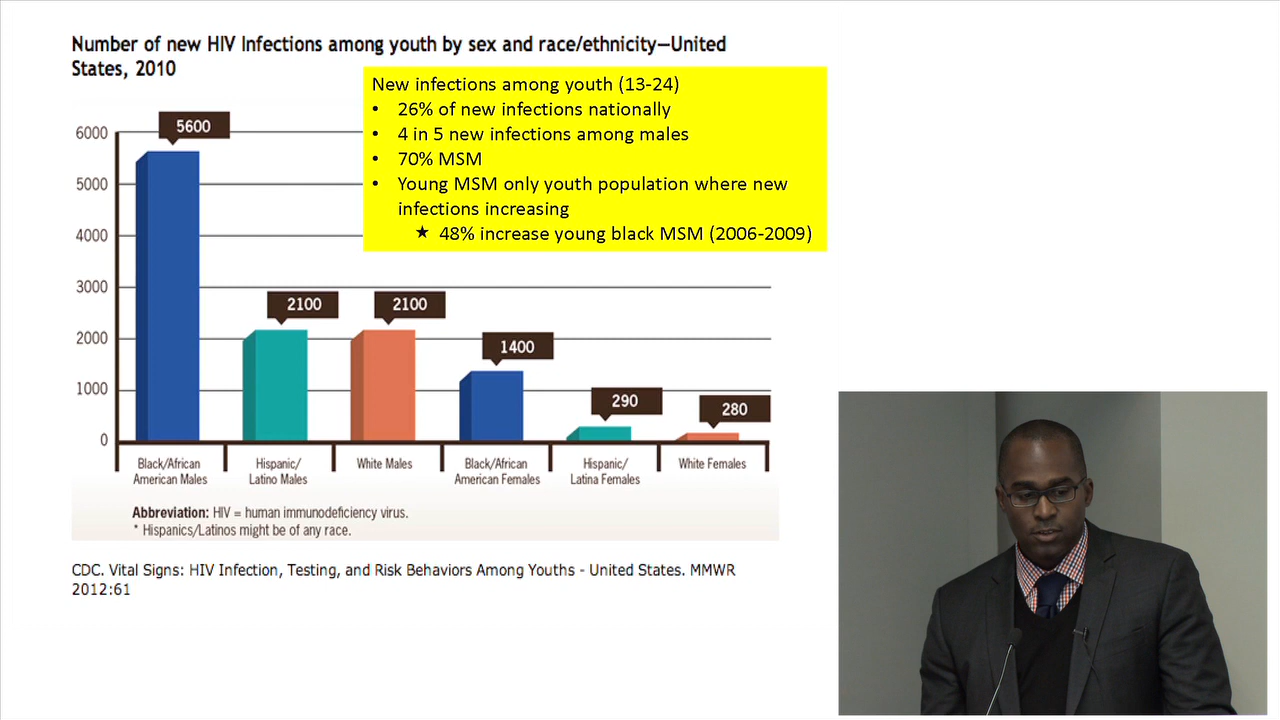 Number of new HIV Infections among youth by sex and race/ethnicity—United
States, 2010
New infections among youth (13-24)
• 26% of new infections nationally
• 4 in 5 new infections among males
• 70% MSM
• Young MSM only youth population where new
infections increasing
★ 48% increase young black MSM (2006-2009)
6000
5000
4000
3000
2000
1000
0
5600
2100
2100
1400
290
280
Black/African
American Males
Hispanic/
Latino Males
White Males
Black/African
American Females
Hispanic/
Latina Females
White Females
Abbreviation: HIV = human immunodeficiency virus.
* Hispanics/Latinos might be of any race.
CDC. Vital Signs: HIV Infection, Testing, and Risk Behaviors Among Youths - United States. MMWR
2012:61